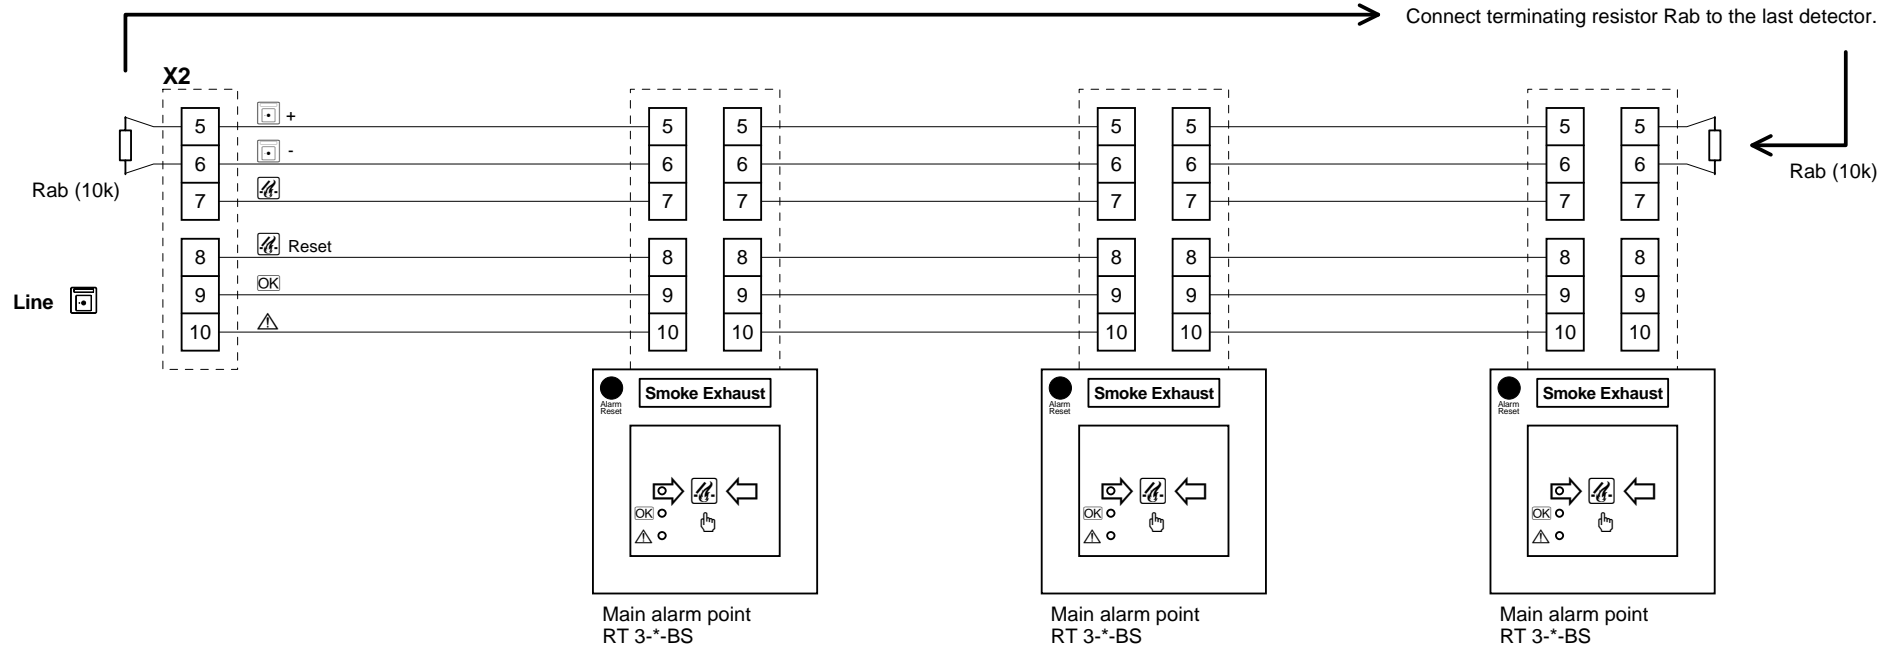 Connect terminating resistor Rab to the last detector.
X2
5 + 5 5 5 5 5 5
6 - 6 6 6 6 6 6
Rab (10k) Rab (10k)
7 7 7 7 7 7 7
8 Reset 8 8 8 8 8 8
Line 9 OK 9 9 9 9 9 9
10 10 10 10 10 10 10
Alarm Reset Smoke Exhaust
OK
Main alarm point
RT 3-*-BS
Alarm Reset Smoke Exhaust
OK
Main alarm point
RT 3-*-BS
Alarm Reset Smoke Exhaust
OK
Main alarm point
RT 3-*-BS